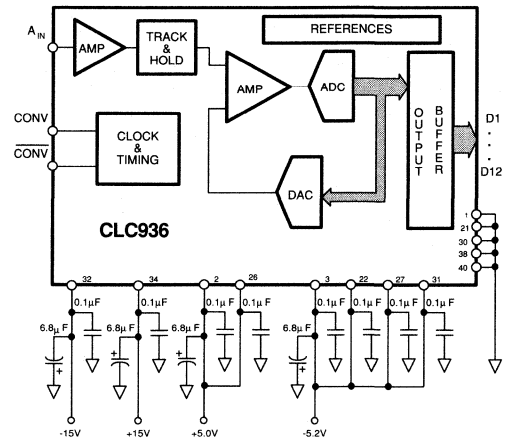 REFERENCES
A IN
AMP
TRACK
&
HOLD
AMP
ADC
OUTPUT
BUFFER
CONV
CONV
CLOCK
&
TIMING
D1
D12
DAC
CLC936
1
21
30
38
40
32 34 2 26 3 22 27 31
0.1μF 0.1μF 0.1μF 0.1μF 0.1μF 0.1μF 0.1μF 0.1μF
6.8μF 6.8μF 6.8μF 6.8μF
+ + + +
-15V +15V +5.0V -5.2V